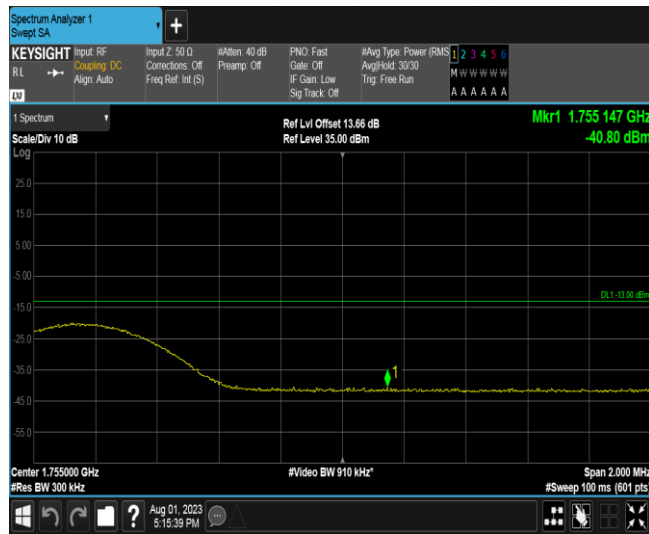 Spectrum Analyzer 1
Swept SA
+
KEYSIGHT
RL
LXI
Input: RF
Coupling: DC
Align: Auto
Input Z: 50 Ω
Corrections: Off
Freq Ref: Int (S)
#Atten: 40 dB
Preamp: Off
PNO: Fast
Gate: Off
IF Gain: Low
Sig Track: Off
#Avg Type: Power (RMS
Avg|Hold: 30/30
Trig: Free Run
1 2 3 4 5 6
M W W W W W
A A A A A A
1 Spectrum
Scale/Div 10 dB
Log
Ref Lvl Offset 13.66 dB
Ref Level 35.00 dBm
Mkr1 1.755 147 GHz
-40.80 dBm
25.0
15.0
5.00
-5.00
DL1 -13.00 dBm
-15.0
-25.0
-35.0
1
-45.0
-55.0
Center 1.755000 GHz
#Res BW 300 kHz
#Video BW 910 kHz*
Span 2.000 MHz
#Sweep 100 ms (601 pts
?
Aug 01, 2023
5:15:39 PM